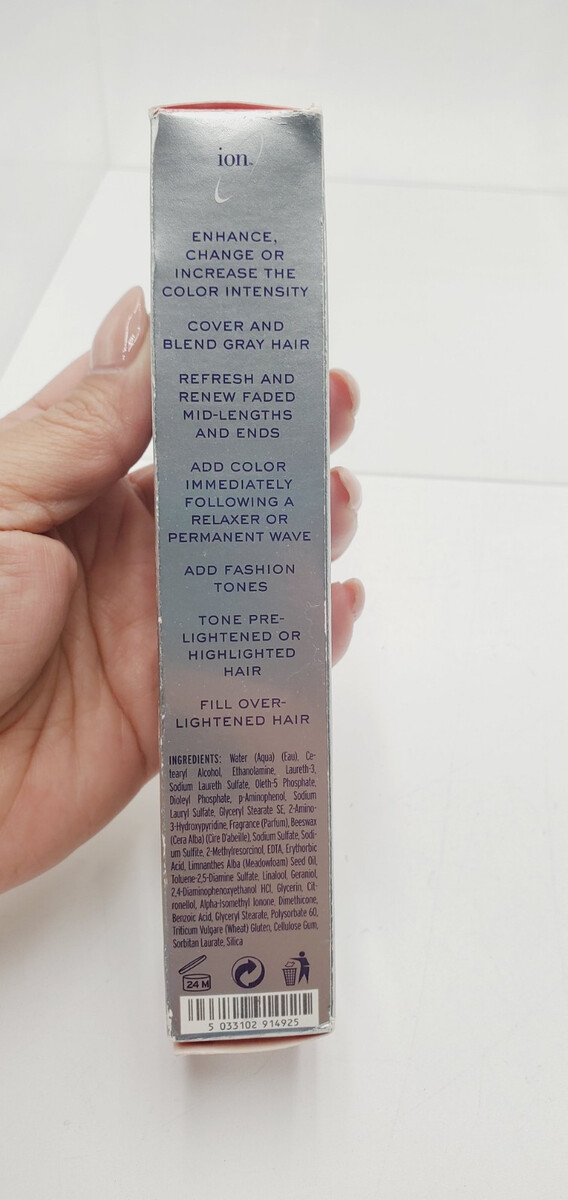 ion™
ENHANCE,
CHANGE OR
INCREASE THE
COLOR INTENSITY
COVER AND
BLEND GRAY HAIR
REFRESH AND
RENEW FADED
MID-LENGTHS
AND ENDS
ADD COLOR
IMMEDIATELY
FOLLOWING A
RELAXER OR
PERMANENT WAVE
ADD FASHION
TONES
TONE PRE-
LIGHTENED OR
HIGHLIGHTED
HAIR
FILL OVER-
LIGHTENED HAIR
INGREDIENTS: Water (Aqua) (Eau), Ce-
tearyl Alcohol, Ethanolamine, Laureth-3,
Sodium Laureth Sulfate, Oleth-5 Phosphate,
Dioleyl Phosphate, p-Aminophenol, Sodium
Lauryl Sulfate, Glyceryl Stearate SE, 2-Amino-
3-Hydroxypyridine, Fragrance (Parfum), Beeswax
(Cera Alba) (Cire D'abeille), Sodium Sulfate, Sodi-
um Sulfite, 2-Methylresorcinol, EDTA, Erythorbic
Acid, Limnanthes Alba (Meadowfoam) Seed Oil,
Toluene-2,5-Diamine Sulfate, Linalool, Geraniol,
2,4-Diaminophenoxyethanol HCl, Glycerin, Cit-
ronellol, Alpha-Isomethyl Ionone, Dimethicone,
Benzoic Acid, Glyceryl Stearate, Polysorbate 60,
Triticum Vulgare (Wheat) Gluten, Cellulose Gum,
Sorbitan Laurate, Silica
24 M
5 033102 914925